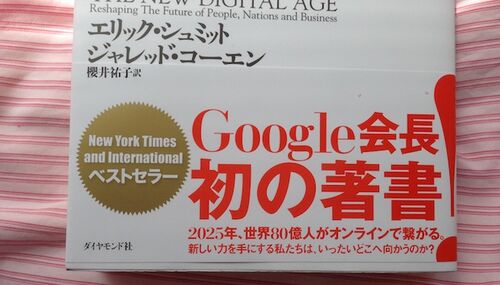 THE NEW DIGITAL AGE
Reshaping The Future of People, Nations and Business
エリック・シュミット
ジャレッド・コーエン
櫻井祐子訳
New York Times
and International
ベストセラー
Google会長
初の著書!
2025年、世界80億人がオンラインで繋がる。
新しい力を手にする私たちは、いったいどこへ向かうのか?
ダイヤモンド社